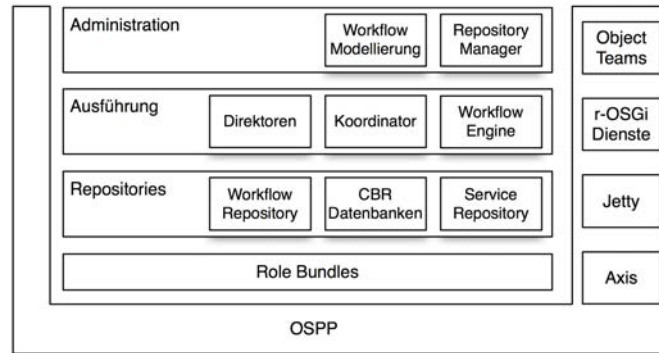 Administration
Workflow
Modellierung
Repository
Manager
Object
Teams
Ausführung
Direktoren
Koordinator
Workflow
Engine
r-OSGi
Dienste
Repositories
Workflow
Repository
CBR
Datenbanken
Service
Repository
Jetty
Role Bundles
Axis
OSPP